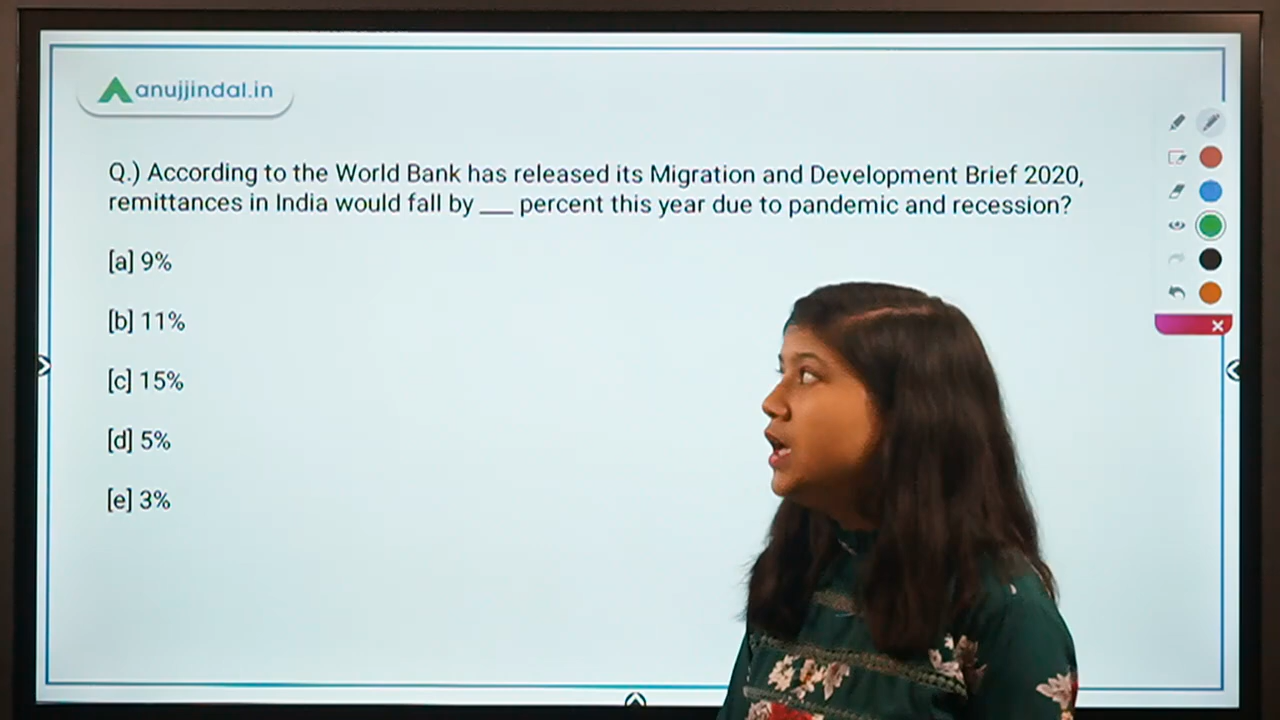 anujjindal.in
Q.) According to the World Bank has released its Migration and Development Brief 2020,
remittances in India would fall by ___ percent this year due to pandemic and recession?
[a] 9%
[b] 11%
[c] 15%
[d] 5%
[e] 3%